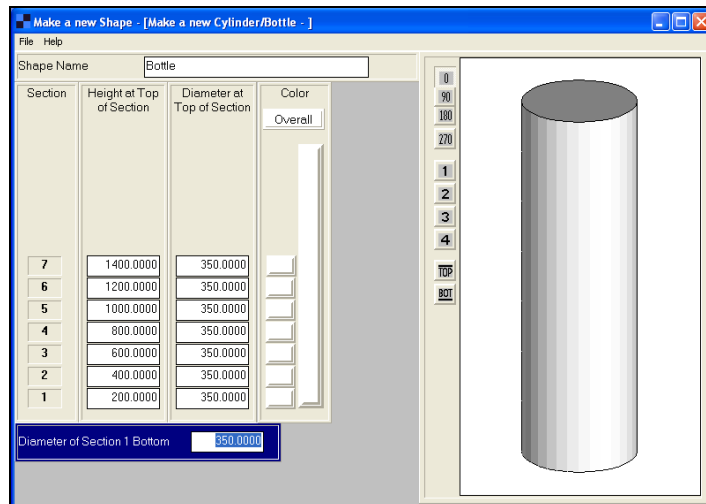 Make a new Shape - [Make a new Cylinder/Bottle - ]
File Help
Shape Name Bottle
Section Height at Top of Section Diameter at Top of Section Color
Overall
7 1400.0000 350.0000
6 1200.0000 350.0000
5 1000.0000 350.0000
4 800.0000 350.0000
3 600.0000 350.0000
2 400.0000 350.0000
1 200.0000 350.0000
Diameter of Section 1 Bottom 350.0000
0
90
180
270
1
2
3
4
TOP
BOT